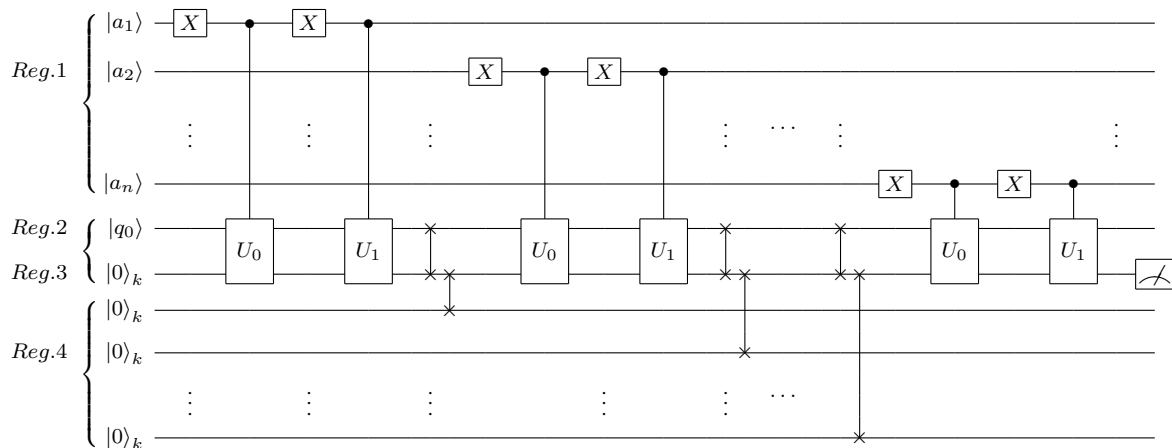 |a₁⟩ X X
Reg.1 |a₂⟩ X X
⋮ ⋮ ⋮ ⋮ ⋯ ⋮ ⋮
|aₙ⟩ X X
Reg.2 |q₀⟩
U₀ U₁ U₀ U₁ U₀ U₁
Reg.3 |0⟩ₖ
|0⟩ₖ
Reg.4 |0⟩ₖ
⋮ ⋮ ⋮ ⋮ ⋯
|0⟩ₖ